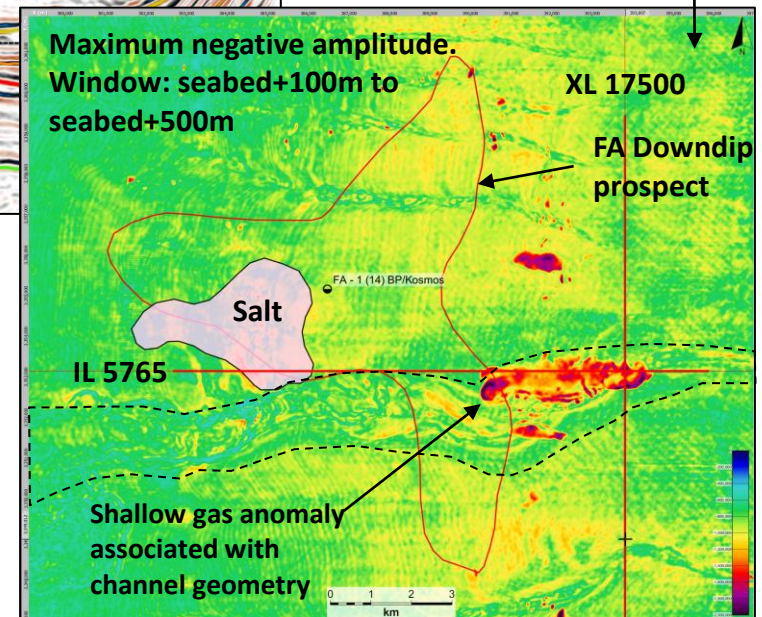 Maximum negative amplitude.
Window: seabed+100m to
seabed+500m
XL 17500
FA Downdip
prospect
FA - 1 (14) BP/Kosmos
Salt
IL 5765
Shallow gas anomaly
associated with
channel geometry
0 1 2 3
km